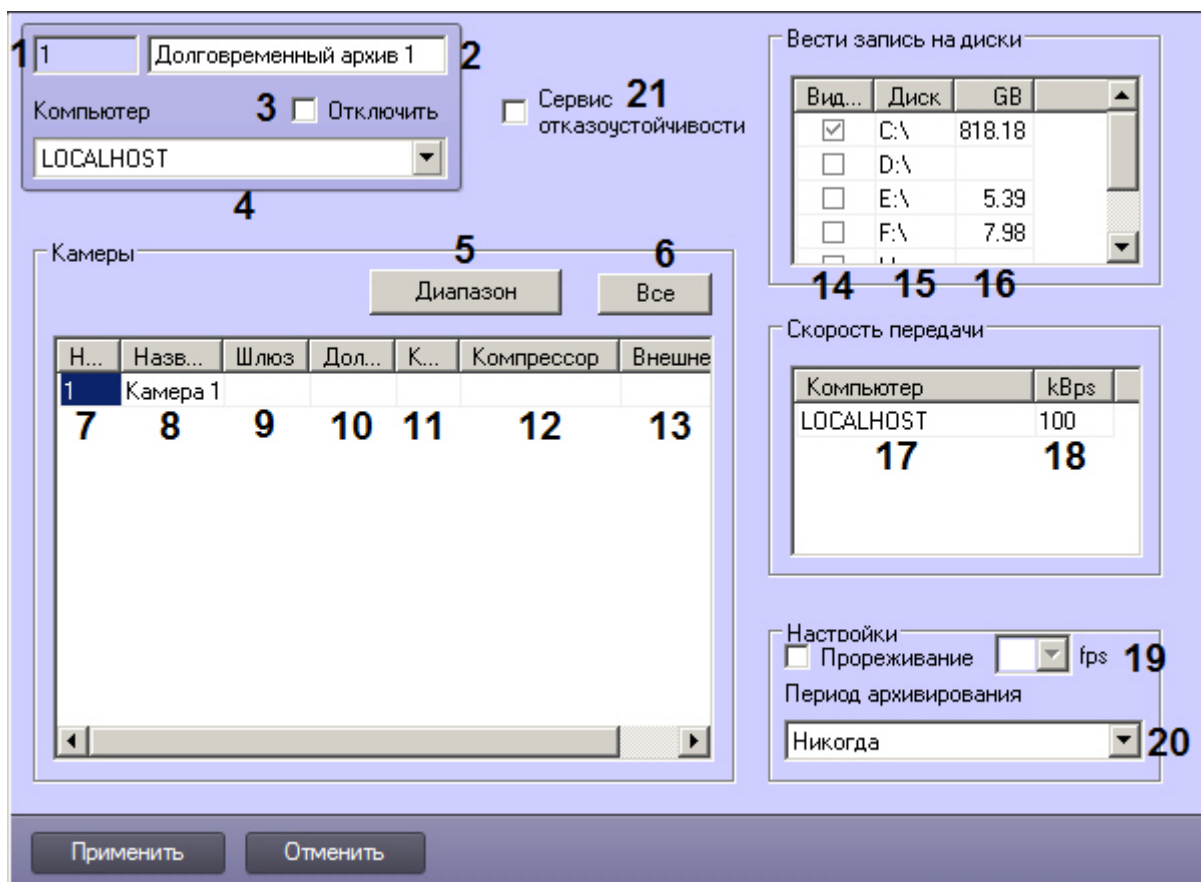 1 1 Долговременный архив 1 2
Компьютер 3 Отключить
LOCALHOST
4
Сервис 21
отказоустойчивости
Камеры
5 6
Диапазон Все
Н... Назв... Шлюз Дол... К... Компрессор Внешне
1 Камера 1
7 8 9 10 11 12 13
Вести запись на диски
Вид... Диск GB
C:\ 818.18
D:\
E:\ 5.39
F:\ 7.98
14 15 16
Скорость передачи
Компьютер kBps
LOCALHOST 100
17 18
Настройки
Прореживание fps 19
Период архивирования
Никогда 20
Применить Отменить